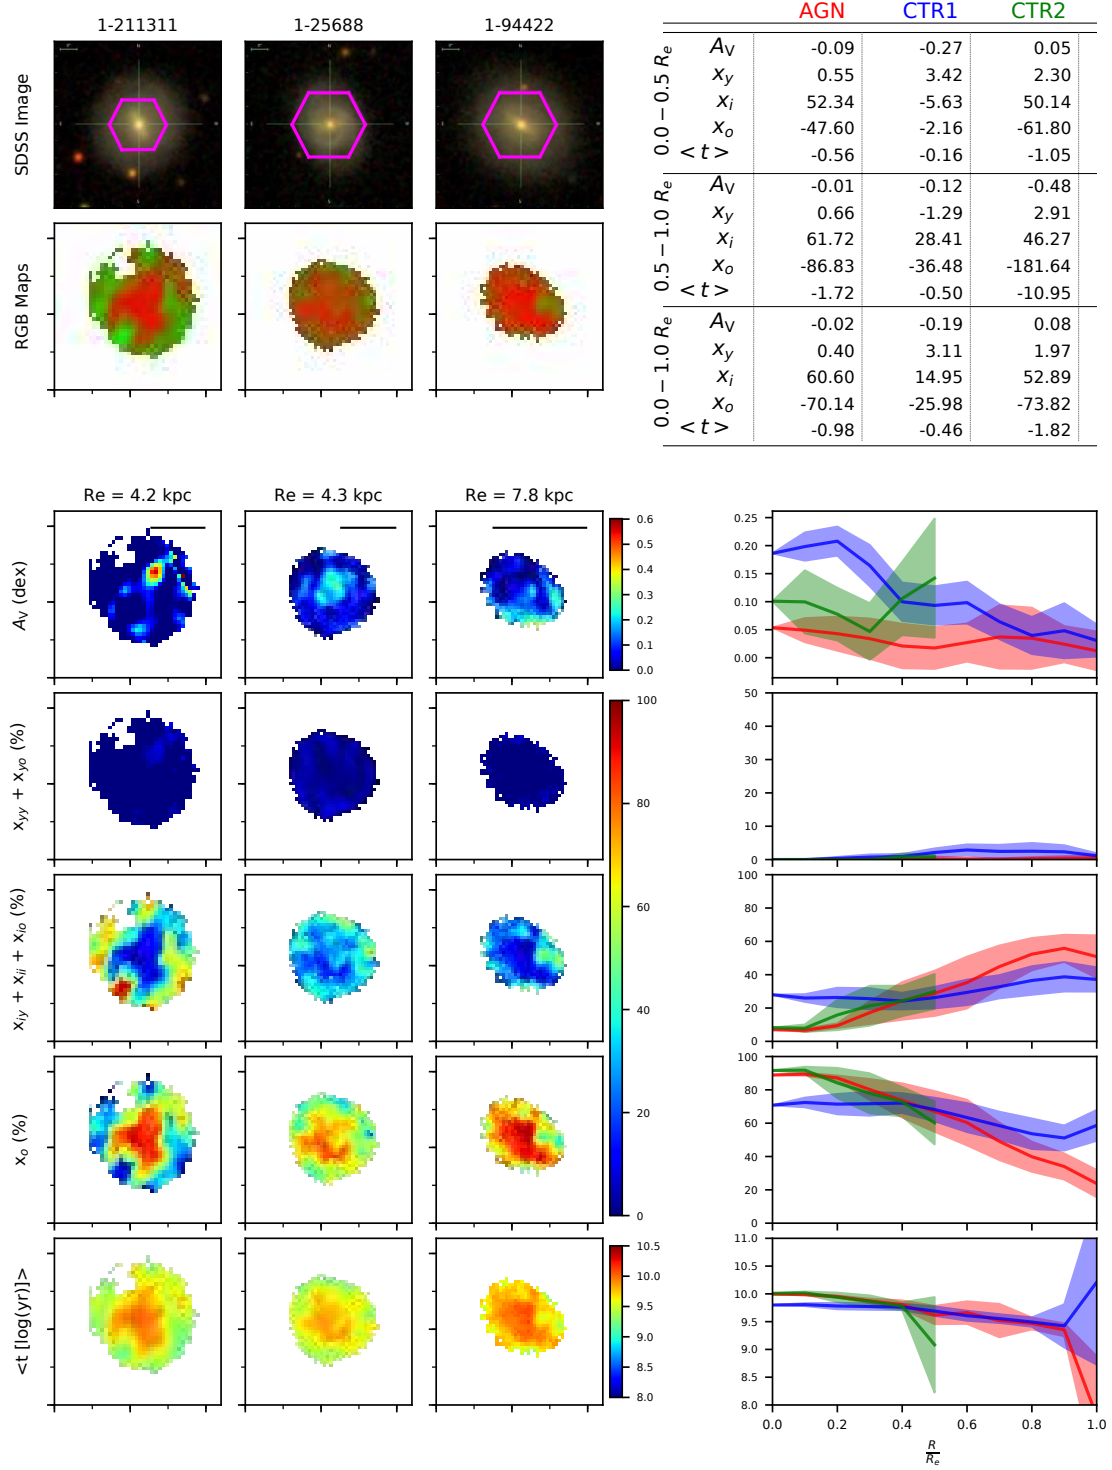 1-211311 1-25688 1-94422
SDSS Image
RGB Maps
AGN CTR1 CTR2
0.0 − 0.5 Re
AV -0.09 -0.27 0.05
xy 0.55 3.42 2.30
xi 52.34 -5.63 50.14
xo -47.60 -2.16 -61.80
<t> -0.56 -0.16 -1.05
0.5 − 1.0 Re
AV -0.01 -0.12 -0.48
xy 0.66 -1.29 2.91
xi 61.72 28.41 46.27
xo -86.83 -36.48 -181.64
<t> -1.72 -0.50 -10.95
0.0 − 1.0 Re
AV -0.02 -0.19 0.08
xy 0.40 3.11 1.97
xi 60.60 14.95 52.89
xo -70.14 -25.98 -73.82
<t> -0.98 -0.46 -1.82
Re = 4.2 kpc Re = 4.3 kpc Re = 7.8 kpc
AV (dex)
0.6
0.5
0.4
0.3
0.2
0.1
0.0
0.25
0.20
0.15
0.10
0.05
0.00
xyy + xyo (%)
100
80
60
40
20
0
50
40
30
20
10
0
xiy + xii + xio (%)
100
80
60
40
20
0
xo (%)
100
80
60
40
20
0
<t [log(yr)]>
10.5
10.0
9.5
9.0
8.5
8.0
11.0
10.5
10.0
9.5
9.0
8.5
8.0
0.0 0.2 0.4 0.6 0.8 1.0
R
Re